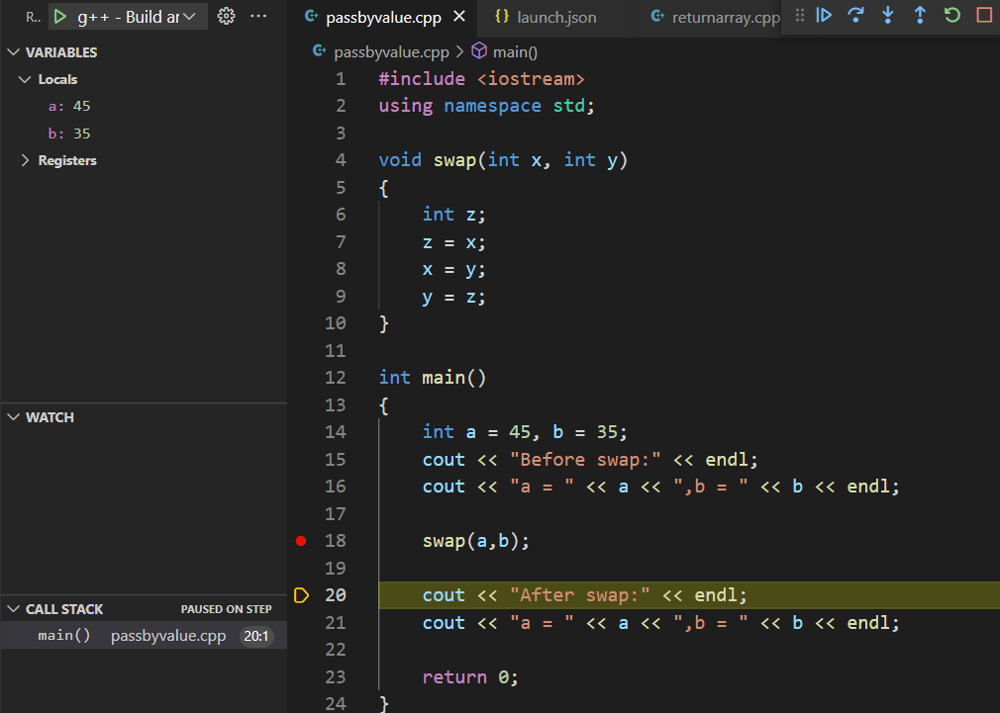 R.. g++ - Build ar
VARIABLES
Locals
a: 45
b: 35
Registers
WATCH
CALL STACK PAUSED ON STEP
main() passbyvalue.cpp 20:1
passbyvalue.cpp launch.json returnarray.cpp
passbyvalue.cpp > main()
1 #include <iostream>
2 using namespace std;
3
4 void swap(int x, int y)
5 {
6 int z;
7 z = x;
8 x = y;
9 y = z;
10 }
11
12 int main()
13 {
14 int a = 45, b = 35;
15 cout << "Before swap:" << endl;
16 cout << "a = " << a << ",b = " << b << endl;
17
18 swap(a,b);
19
20 cout << "After swap:" << endl;
21 cout << "a = " << a << ",b = " << b << endl;
22
23 return 0;
24 }